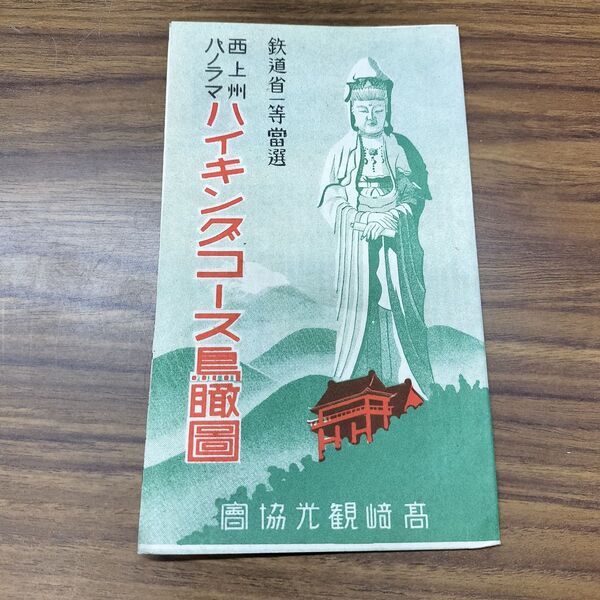 鉄道省一等當選
西上州
パノラマ
ハイキングコース鳥瞰圖
會協光観崎高